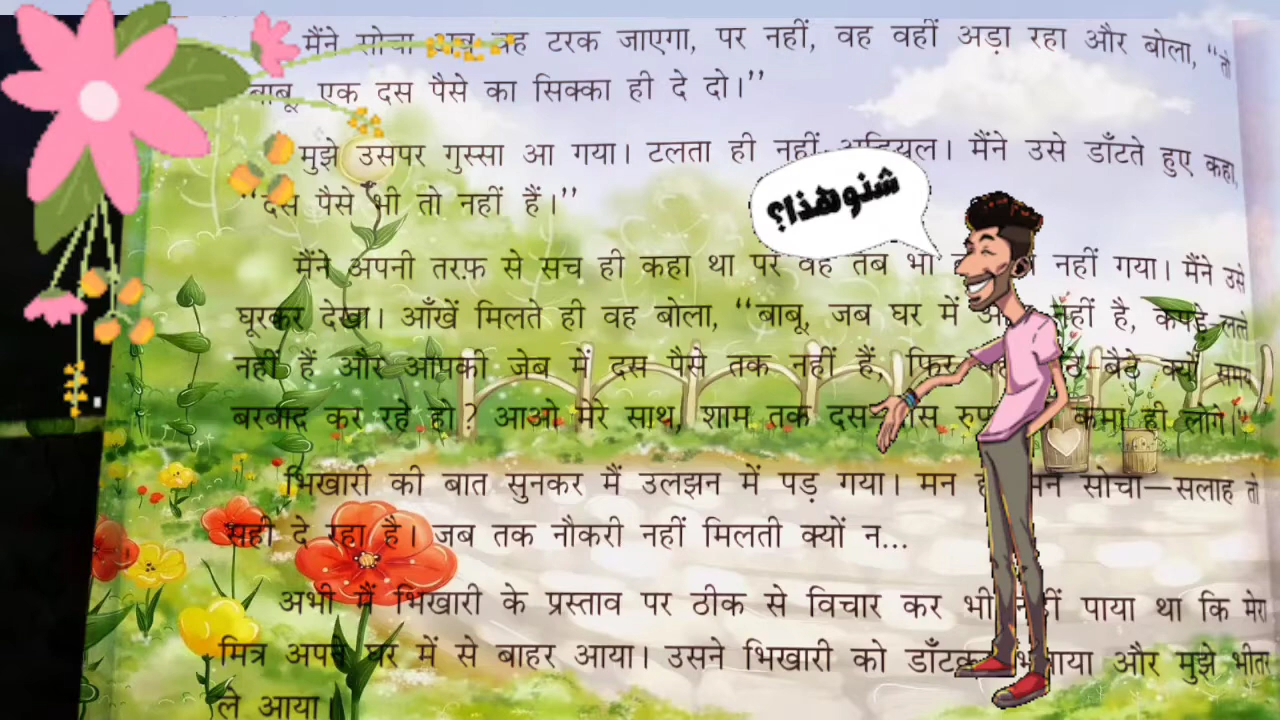 मैंने सोचा वह टरक जाएगा, पर नहीं, वह वहीं अड़ा रहा और बोला, “तो
बाबू, एक दस पैसे का सिक्का ही दे दो।”
मुझे उसपर गुस्सा आ गया। टलता ही नहीं अड़ियल। मैंने उसे डाँटते हुए कहा,
“दस पैसे भी तो नहीं हैं।”
شنوهذا؟
मैंने अपनी तरफ़ से सच ही कहा था पर वह तब भी नहीं गया। मैंने उसे
घूरकर देखा। आँखें मिलते ही वह बोला, “बाबू, जब घर में नहीं है, कपड़े-लत्ते
नहीं हैं और आपकी जेब में दस पैसे तक नहीं हैं, फिर क्यों समय
बरबाद कर रहे हो? आओ मेरे साथ, शाम तक दस- कमा ही लोगे।”
भिखारी की बात सुनकर मैं उलझन में पड़ गया। मन सोचा—सलाह तो
सही दे रहा है। जब तक नौकरी नहीं मिलती क्यों न...
अभी मैं भिखारी के प्रस्ताव पर ठीक से विचार कर भी नहीं पाया था कि मेरा
मित्र अपने घर में से बाहर आया। उसने भिखारी को डाँटकर भगाया और मुझे भीतर
ले आया।